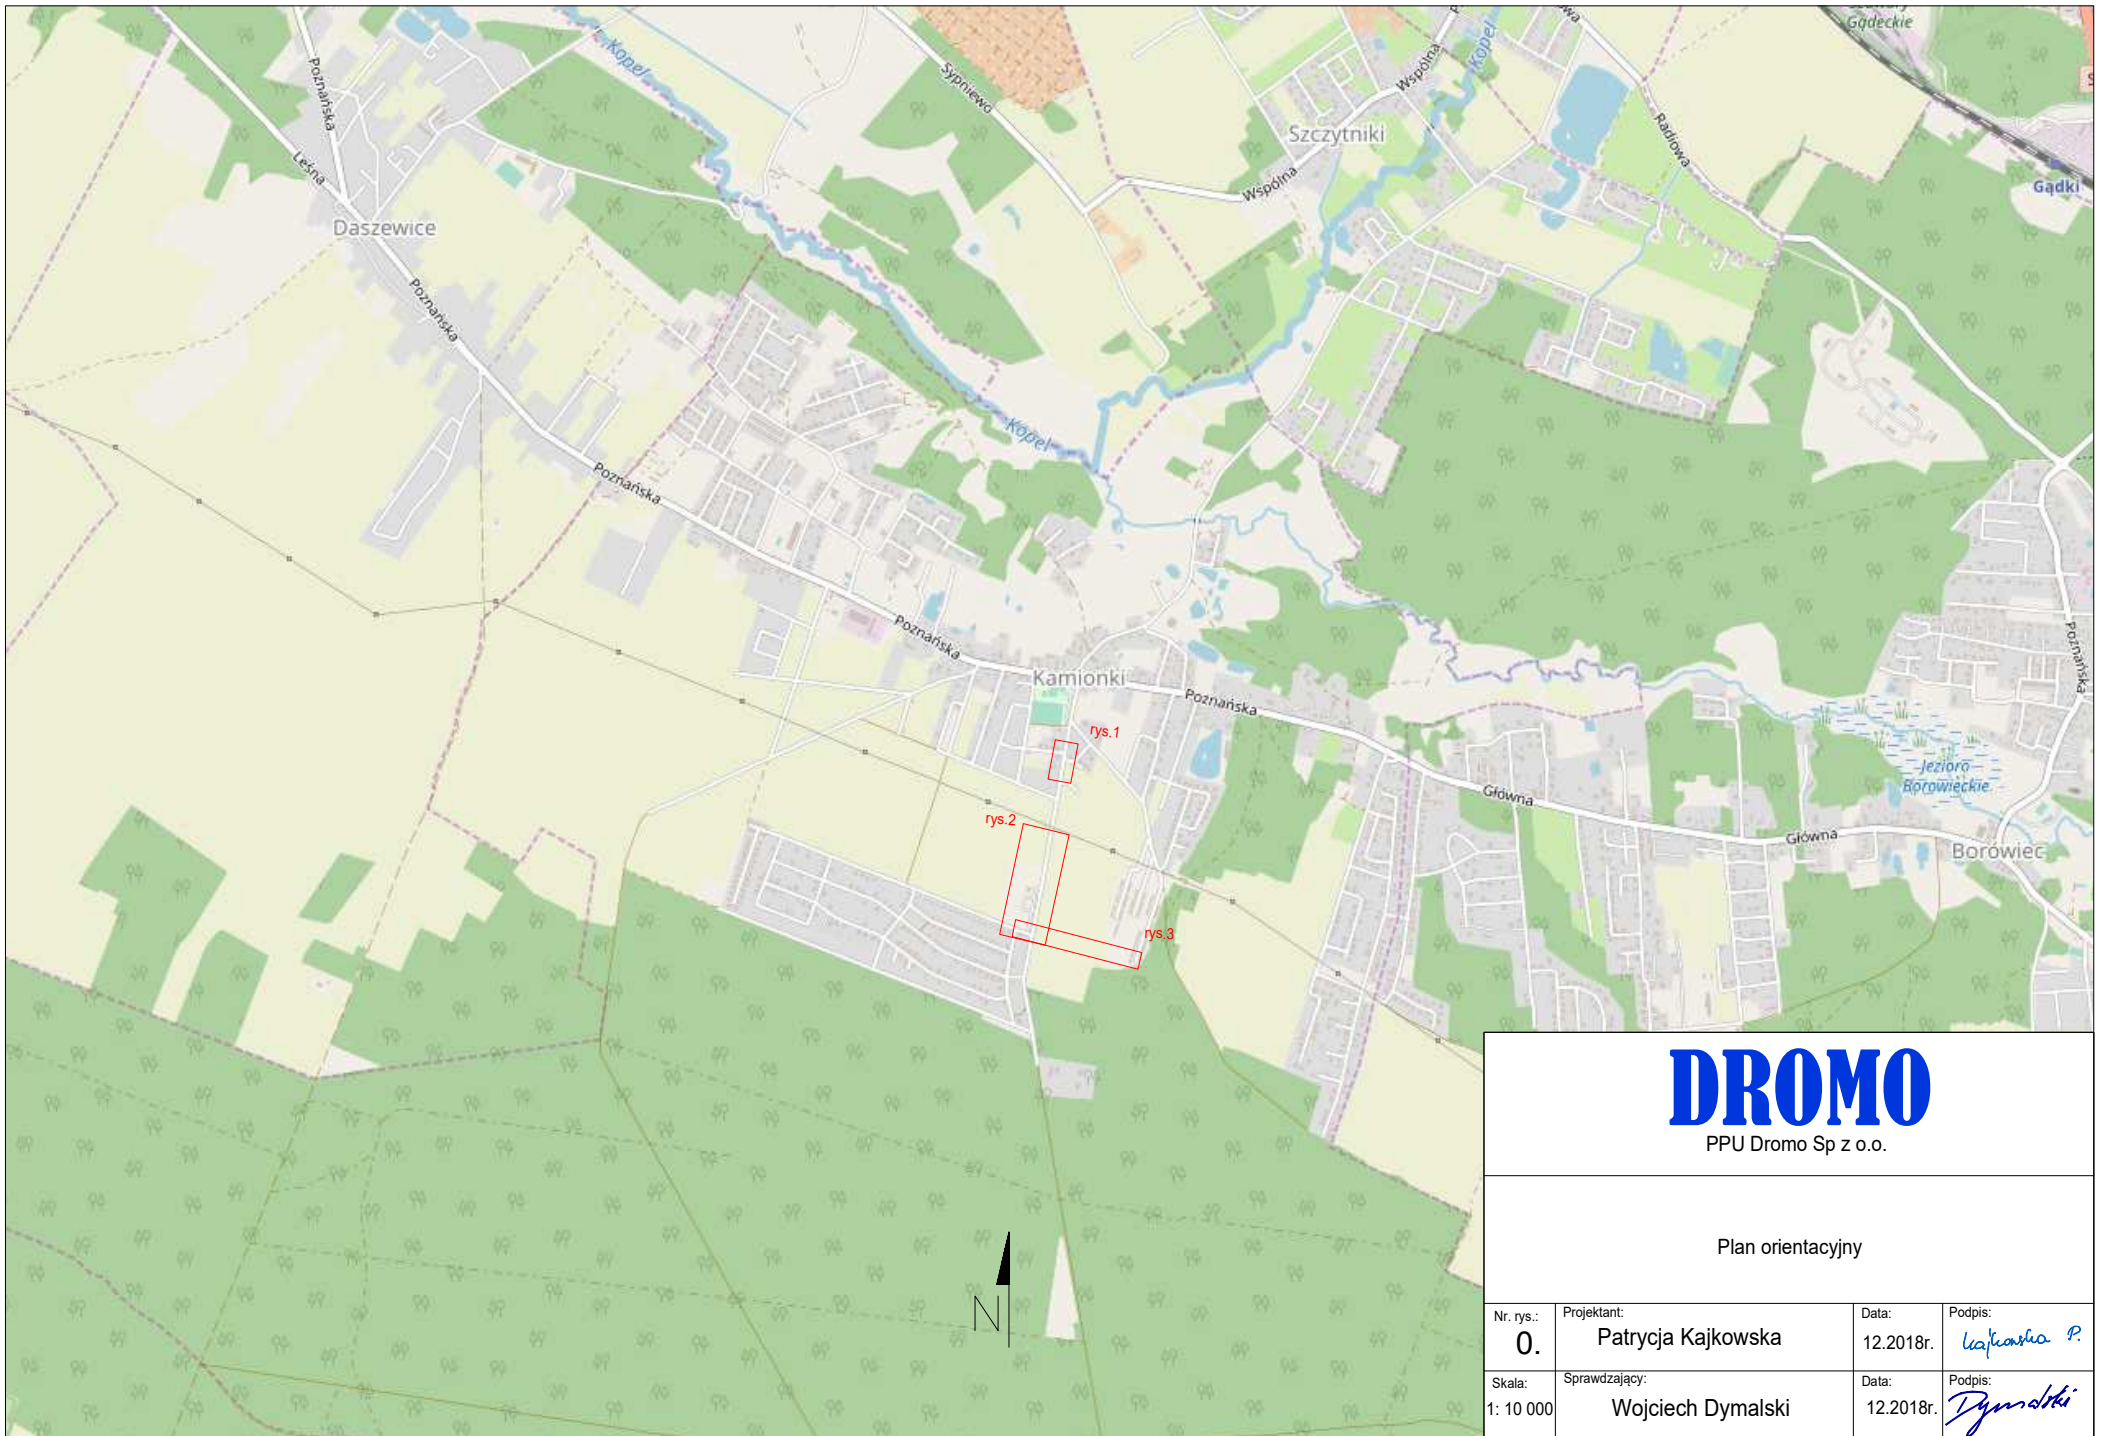 Gądeckie
Kopel
Kopel
Poznańska
Sypniewo
Wspólna
Szczytniki
Radiowa
Leśna
Wspólna
Gądki
Daszewice
Poznańska
Kopel
Poznańska
Poznańska
Poznańska
Kamionki
Poznańska
rys.1
Jezioro
Borowieckie
Główna
rys.2
Główna
Borówiec
rys.3
N
DROMO
PPU Dromo Sp z o.o.
Plan orientacyjny
Nr. rys.:
0.
Projektant:
Patrycja Kajkowska
Data:
12.2018r.
Podpis:
Kajkowska P.
Skala:
1: 10 000
Sprawdzający:
Wojciech Dymalski
Data:
12.2018r.
Podpis:
Dymalski